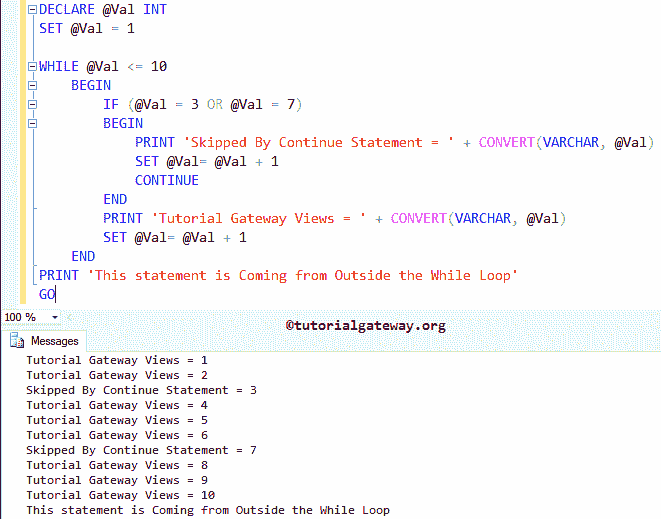 DECLARE @Val INT
SET @Val = 1
WHILE @Val <= 10
BEGIN
IF (@Val = 3 OR @Val = 7)
BEGIN
PRINT 'Skipped By Continue Statement = ' + CONVERT(VARCHAR, @Val)
SET @Val= @Val + 1
CONTINUE
END
PRINT 'Tutorial Gateway Views = ' + CONVERT(VARCHAR, @Val)
SET @Val= @Val + 1
END
PRINT 'This statement is Coming from Outside the While Loop'
GO
100 %
@tutorialgateway.org
Messages
Tutorial Gateway Views = 1
Tutorial Gateway Views = 2
Skipped By Continue Statement = 3
Tutorial Gateway Views = 4
Tutorial Gateway Views = 5
Tutorial Gateway Views = 6
Skipped By Continue Statement = 7
Tutorial Gateway Views = 8
Tutorial Gateway Views = 9
Tutorial Gateway Views = 10
This statement is Coming from Outside the While Loop